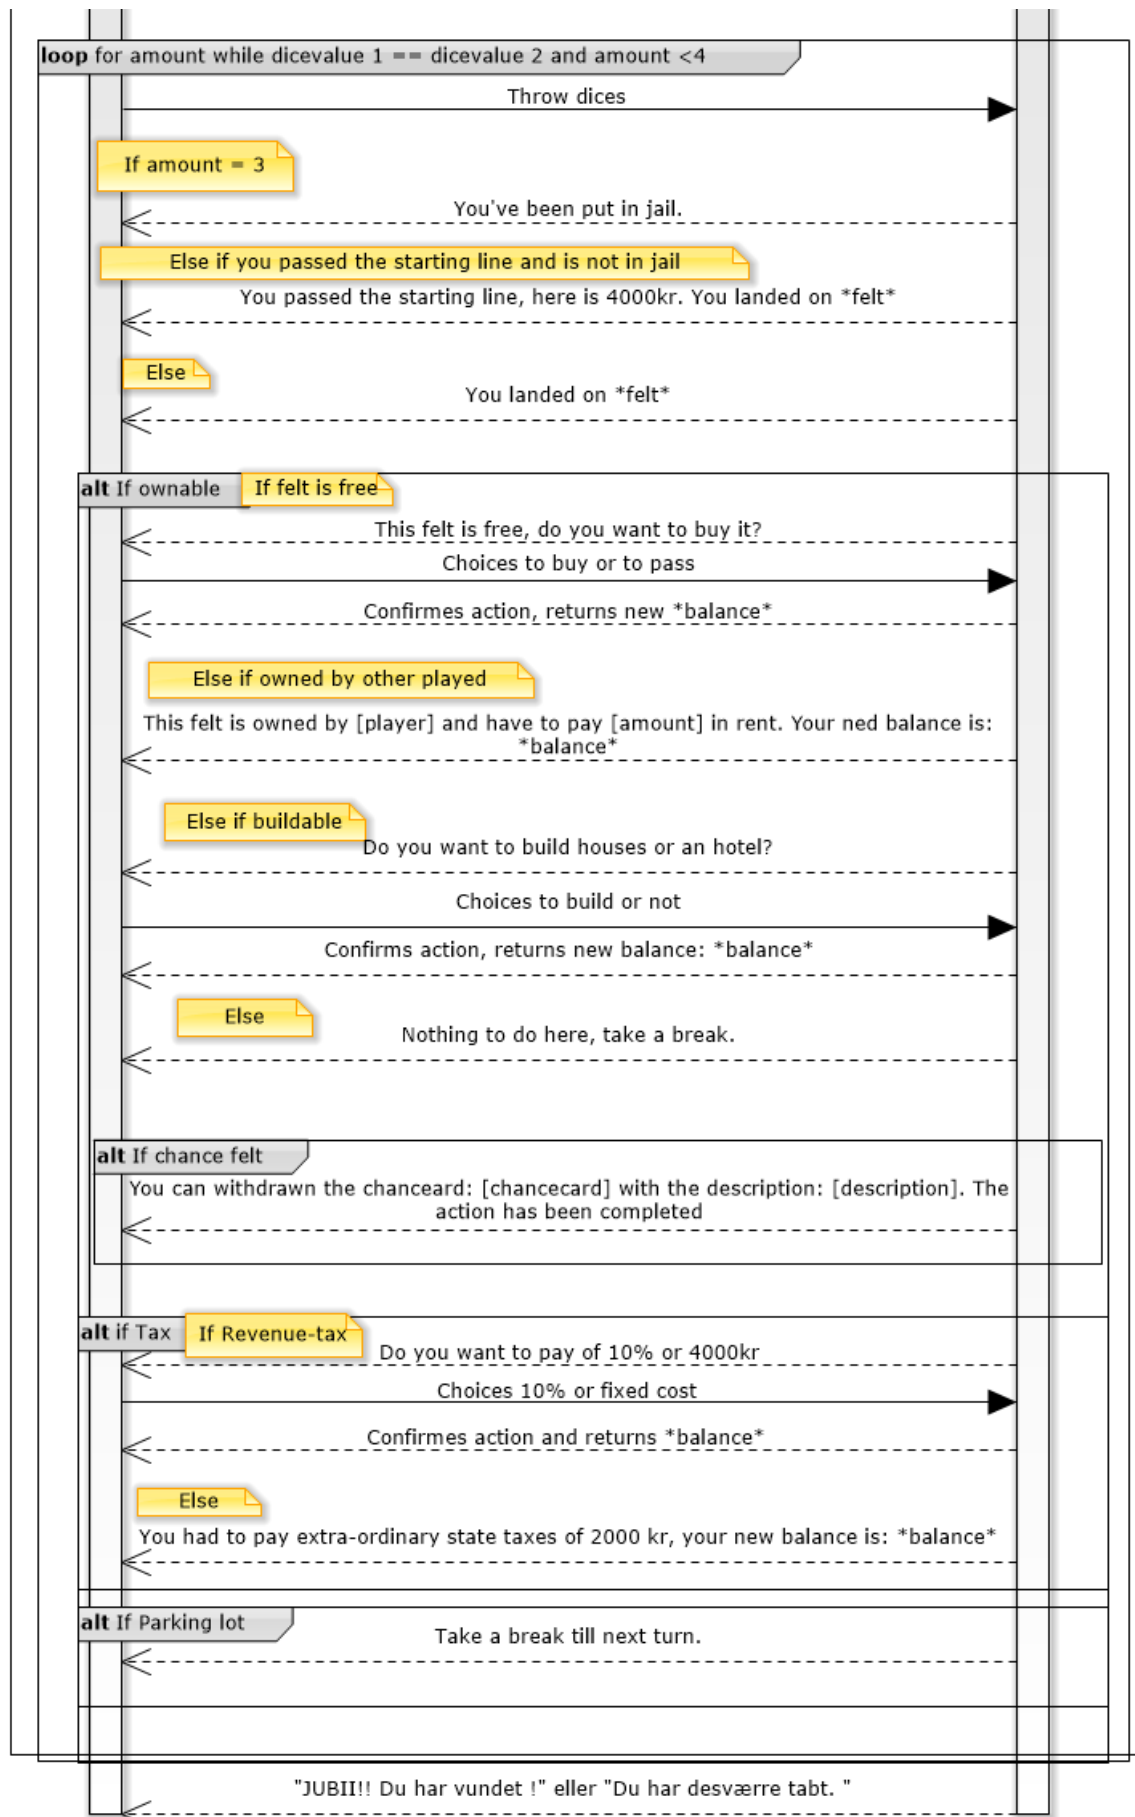 loop for amount while dicevalue 1 == dicevalue 2 and amount <4
Throw dices
If amount = 3
You've been put in jail.
Else if you passed the starting line and is not in jail
You passed the starting line, here is 4000kr. You landed on *felt*
Else
You landed on *felt*
alt If ownable
If felt is free
This felt is free, do you want to buy it?
Choices to buy or to pass
Confirmes action, returns new *balance*
Else if owned by other played
This felt is owned by [player] and have to pay [amount] in rent. Your ned balance is:
*balance*
Else if buildable
Do you want to build houses or an hotel?
Choices to build or not
Confirms action, returns new balance: *balance*
Else
Nothing to do here, take a break.
alt If chance felt
You can withdrawn the chanceard: [chancecard] with the description: [description]. The
action has been completed
alt if Tax
If Revenue-tax
Do you want to pay of 10% or 4000kr
Choices 10% or fixed cost
Confirmes action and returns *balance*
Else
You had to pay extra-ordinary state taxes of 2000 kr, your new balance is: *balance*
alt If Parking lot
Take a break till next turn.
"JUBII!! Du har vundet !" eller "Du har desværre tabt. "